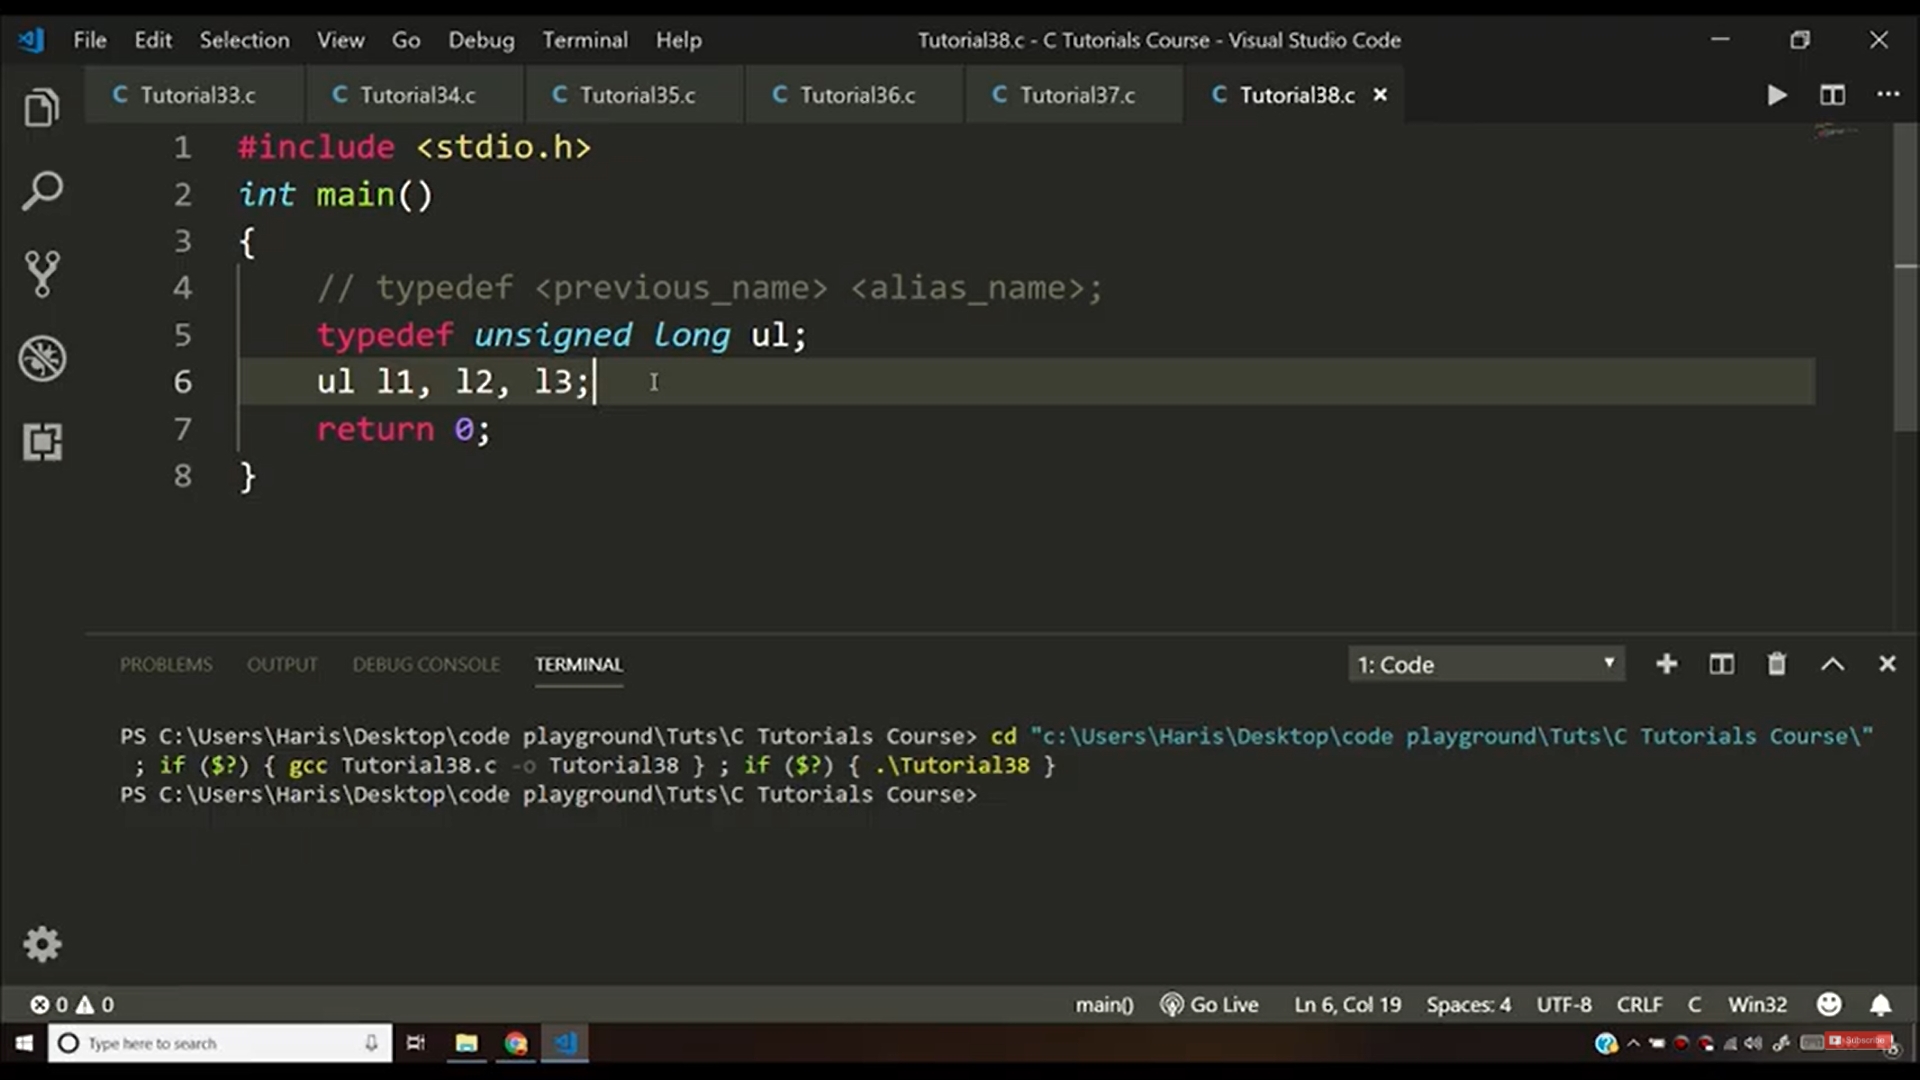 File Edit Selection View Go Debug Terminal Help
Tutorial38.c - C Tutorials Course - Visual Studio Code
C Tutorial33.c C Tutorial34.c C Tutorial35.c C Tutorial36.c C Tutorial37.c C Tutorial38.c
1 #include <stdio.h>
2 int main()
3 {
4 // typedef <previous_name> <alias_name>;
5 typedef unsigned long ul;
6 ul l1, l2, l3;
7 return 0;
8 }
PROBLEMS OUTPUT DEBUG CONSOLE TERMINAL
1: Code
PS C:\Users\Haris\Desktop\code playground\Tuts\C Tutorials Course> cd "c:\Users\Haris\Desktop\code playground\Tuts\C Tutorials Course\"
; if ($?) { gcc Tutorial38.c -o Tutorial38 } ; if ($?) { .\Tutorial38 }
PS C:\Users\Haris\Desktop\code playground\Tuts\C Tutorials Course>
0 0 main() Go Live Ln 6, Col 19 Spaces: 4 UTF-8 CRLF C Win32
Type here to search
Subscribe